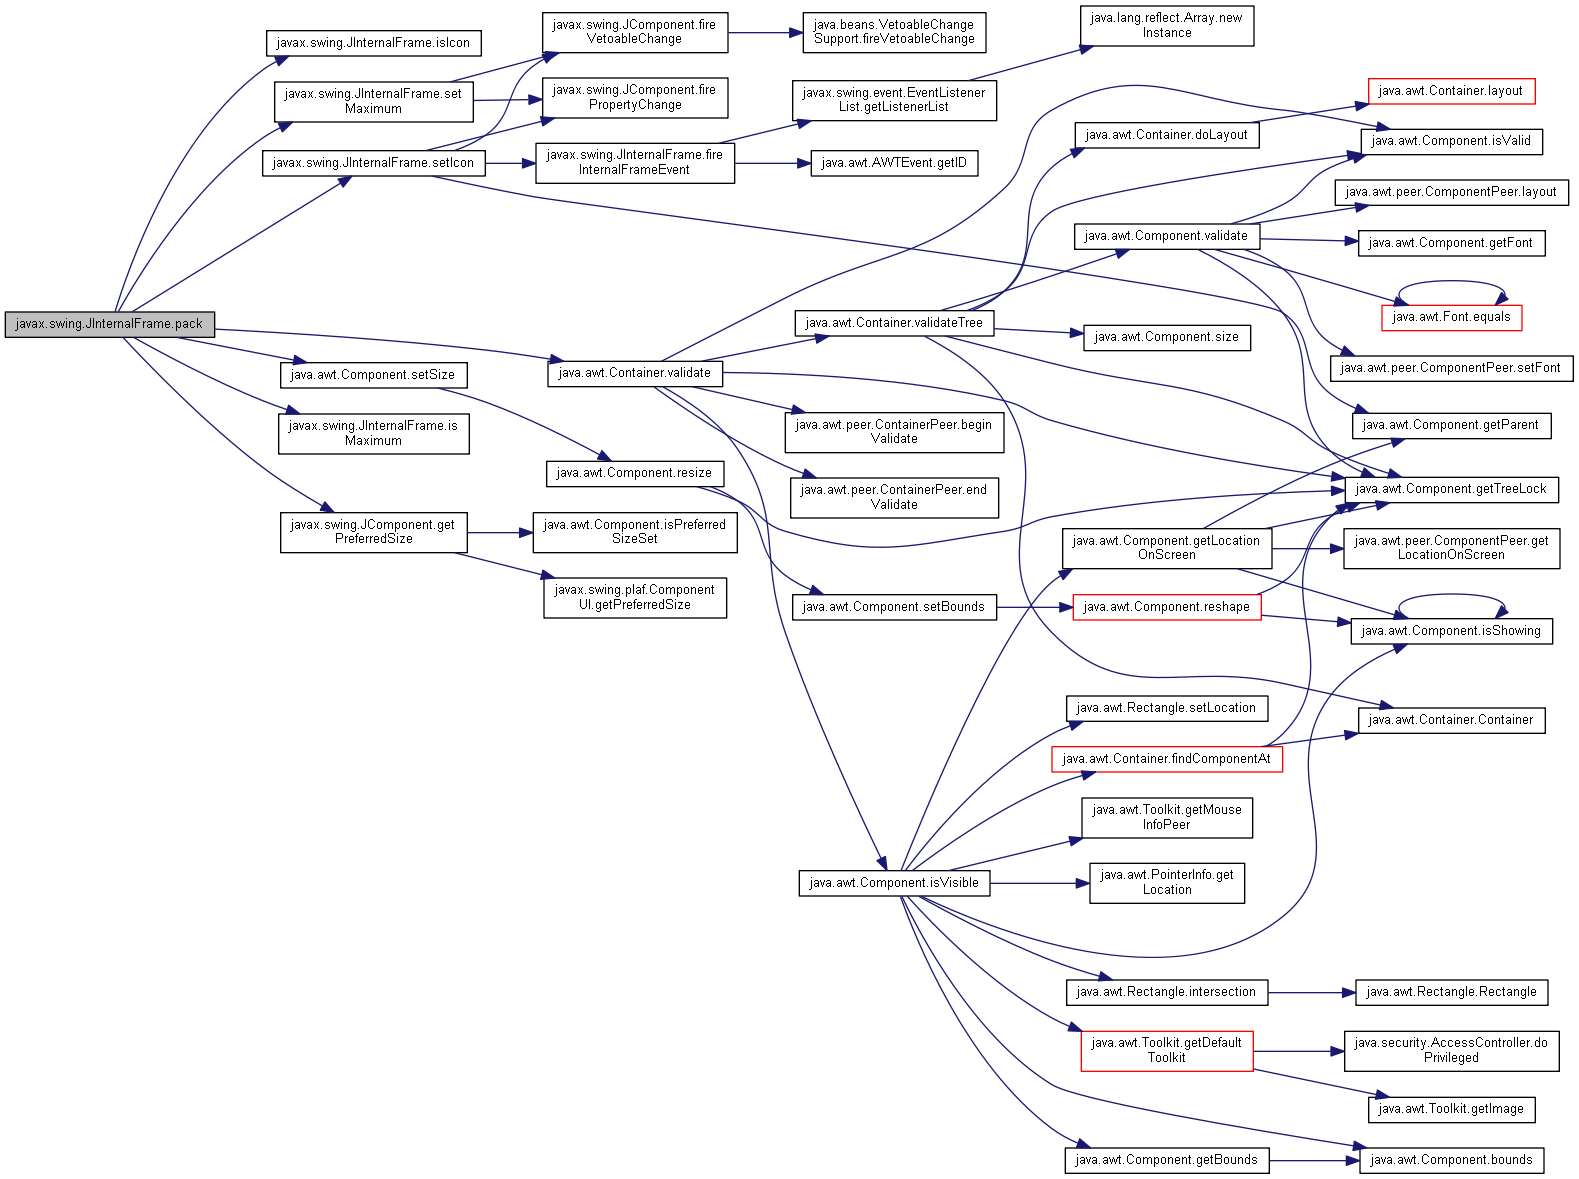 javax.swing.JInternalFrame.pack
javax.swing.JInternalFrame.isIcon
javax.swing.JInternalFrame.set
Maximum
javax.swing.JInternalFrame.setIcon
java.awt.Component.setSize
javax.swing.JInternalFrame.is
Maximum
javax.swing.JComponent.get
PreferredSize
javax.swing.JComponent.fire
VetoableChange
javax.swing.JComponent.fire
PropertyChange
javax.swing.JInternalFrame.fire
InternalFrameEvent
java.awt.Container.validate
java.awt.Component.resize
java.awt.Component.isPreferred
SizeSet
javax.swing.plaf.Component
UI.getPreferredSize
java.beans.VetoableChange
Support.fireVetoableChange
javax.swing.event.EventListener
List.getListenerList
java.awt.AWTEvent.getID
java.awt.Container.validateTree
java.awt.peer.ContainerPeer.begin
Validate
java.awt.peer.ContainerPeer.end
Validate
java.awt.Component.setBounds
java.awt.Component.isVisible
java.lang.reflect.Array.new
Instance
java.awt.Container.doLayout
java.awt.Component.validate
java.awt.Component.size
java.awt.Component.getLocation
OnScreen
java.awt.Component.reshape
java.awt.Rectangle.setLocation
java.awt.Container.findComponentAt
java.awt.Toolkit.getMouse
InfoPeer
java.awt.PointerInfo.get
Location
java.awt.Rectangle.intersection
java.awt.Toolkit.getDefault
Toolkit
java.awt.Component.getBounds
java.awt.Container.layout
java.awt.Component.isValid
java.awt.peer.ComponentPeer.layout
java.awt.Component.getFont
java.awt.Font.equals
java.awt.peer.ComponentPeer.setFont
java.awt.Component.getParent
java.awt.Component.getTreeLock
java.awt.peer.ComponentPeer.get
LocationOnScreen
java.awt.Component.isShowing
java.awt.Container.Container
java.awt.Rectangle.Rectangle
java.security.AccessController.do
Privileged
java.awt.Toolkit.getImage
java.awt.Component.bounds